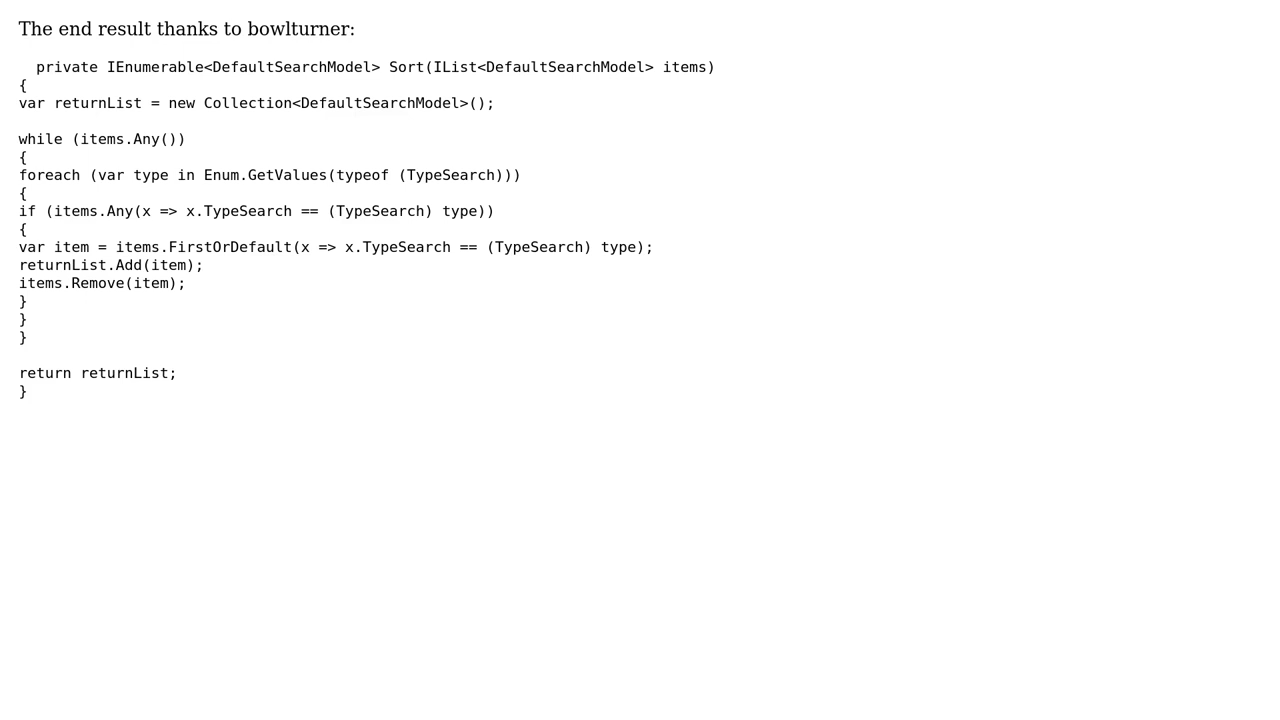 The end result thanks to bowlturner:
private IEnumerable<DefaultSearchModel> Sort(IList<DefaultSearchModel> items)
{
var returnList = new Collection<DefaultSearchModel>();
while (items.Any())
{
foreach (var type in Enum.GetValues(typeof (TypeSearch)))
{
if (items.Any(x => x.TypeSearch == (TypeSearch) type))
{
var item = items.FirstOrDefault(x => x.TypeSearch == (TypeSearch) type);
returnList.Add(item);
items.Remove(item);
}
}
}
return returnList;
}